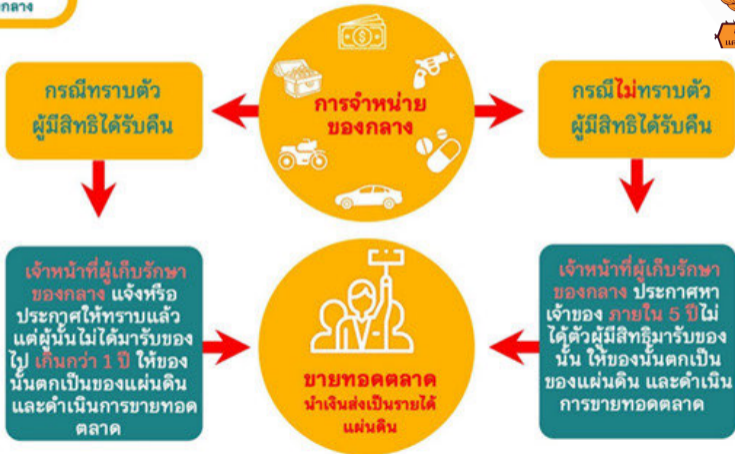 กลาง
การจำหน่าย
ของกลาง
กรณีทราบตัว
ผู้มีสิทธิได้รับคืน
กรณีไม่ทราบตัว
ผู้มีสิทธิได้รับคืน
เจ้าหน้าที่ผู้เก็บรักษา
ของกลาง แจ้งหรือ
ประกาศให้ทราบแล้ว
แต่ผู้นั้นไม่ได้มารับของ
ไป เกินกว่า 1 ปี ให้ของ
นั้นตกเป็นของแผ่นดิน
และดำเนินการขายทอด
ตลาด
เจ้าหน้าที่ผู้เก็บรักษา
ของกลาง ประกาศหา
เจ้าของ ภายใน 5 ปีไม่
ได้ตัวผู้มีสิทธิมารับของ
นั้น ให้ของนั้นตกเป็น
ของแผ่นดิน และดำเนิน
การขายทอดตลาด
ขายทอดตลาด
นำเงินส่งเป็นรายได้
แผ่นดิน